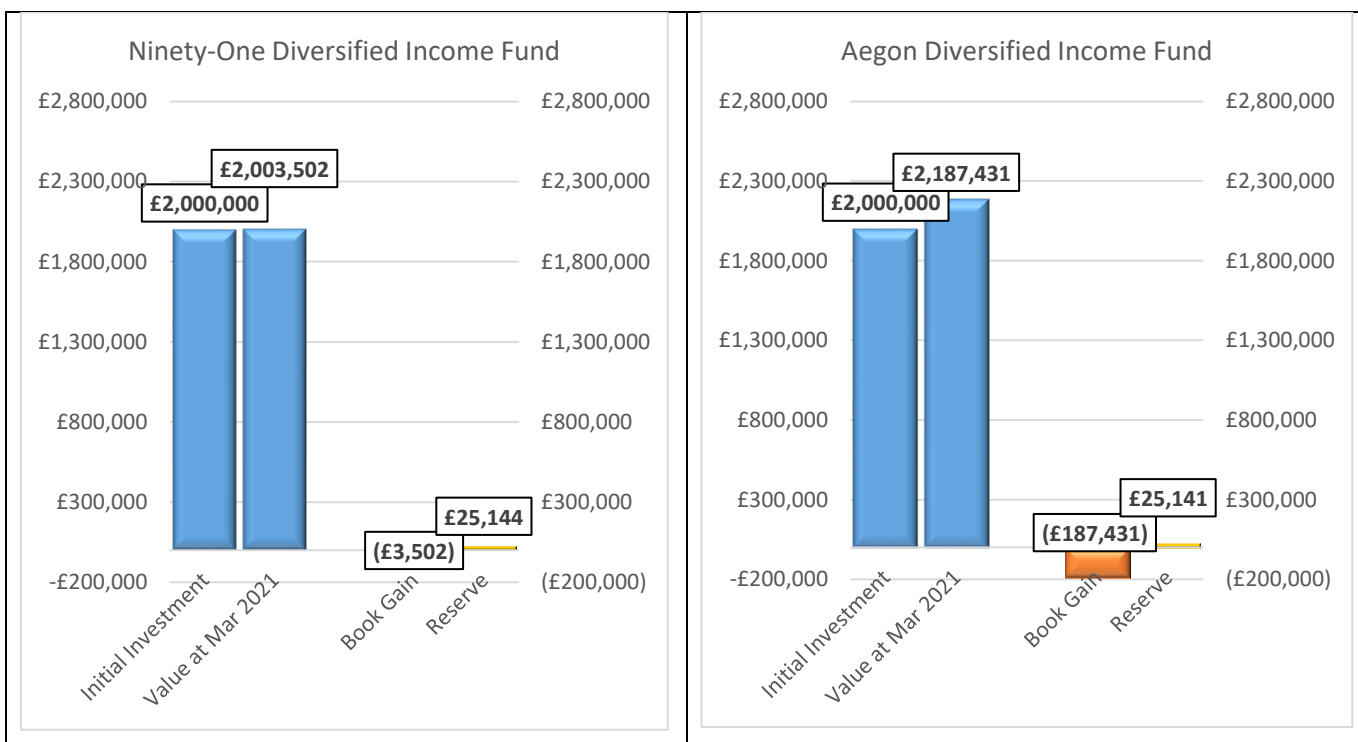 Ninety-One Diversified Income Fund
£2,800,000 £2,800,000
£2,003,502
£2,300,000 £2,300,000
£2,000,000
£1,800,000 £1,800,000
£1,300,000 £1,300,000
£800,000 £800,000
£300,000 £300,000
£25,144
(£3,502)
-£200,000 (£200,000)
Initial Investment
Value at Mar 2021
Book Gain
Reserve
Aegon Diversified Income Fund
£2,800,000 £2,800,000
£2,187,431
£2,300,000 £2,300,000
£2,000,000
£1,800,000 £1,800,000
£1,300,000 £1,300,000
£800,000 £800,000
£300,000 £25,141 £300,000
(£187,431)
-£200,000 (£200,000)
Initial Investment
Value at Mar 2021
Book Gain
Reserve